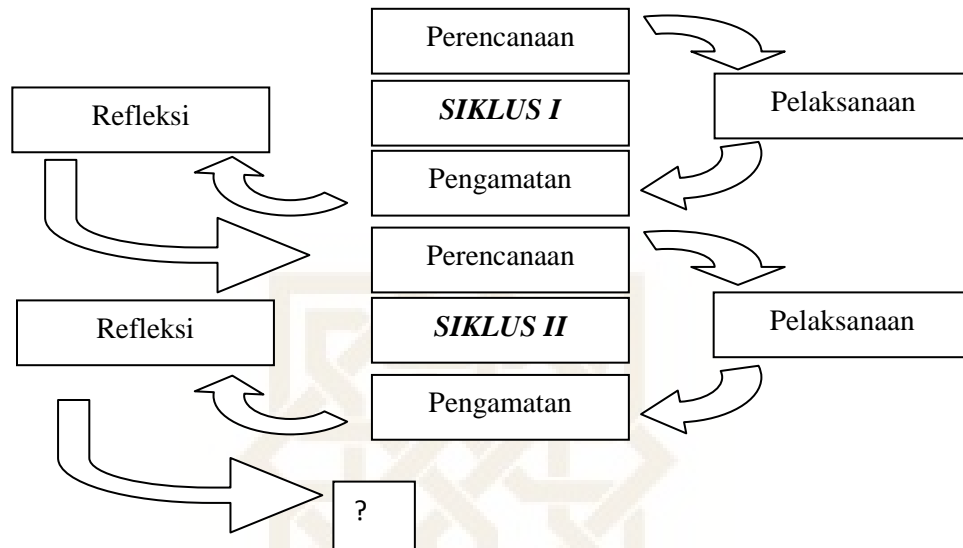 Perencanaan
Pelaksanaan
Refleksi
SIKLUS I
Pengamatan
Perencanaan
Pelaksanaan
Refleksi
SIKLUS II
Pengamatan
?